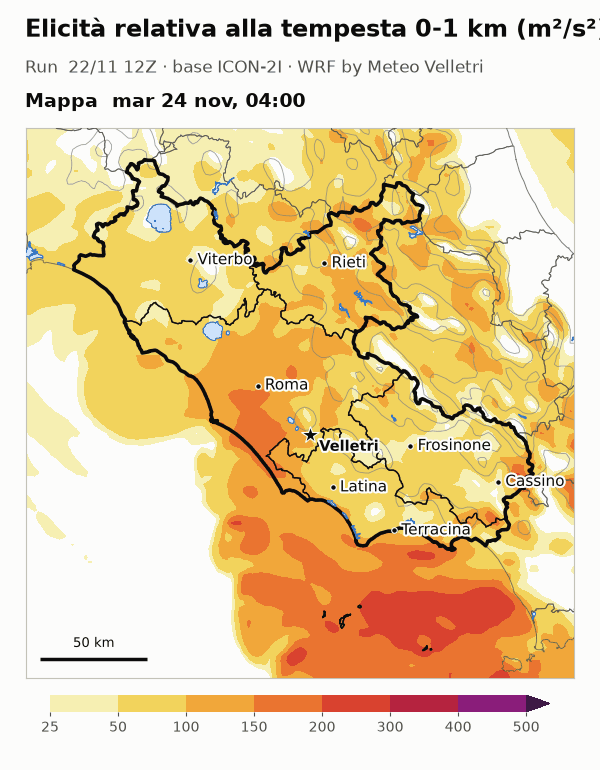 Elicità relativa alla tempesta 0-1 km (m²/s²)
Run 22/11 12Z · base ICON-2I · WRF by Meteo Velletri
Mappa mar 24 nov, 04:00
Viterbo
Rieti
Roma
Velletri
Frosinone
Latina
Cassino
Terracina
50 km
25 50 100 150 200 300 400 500